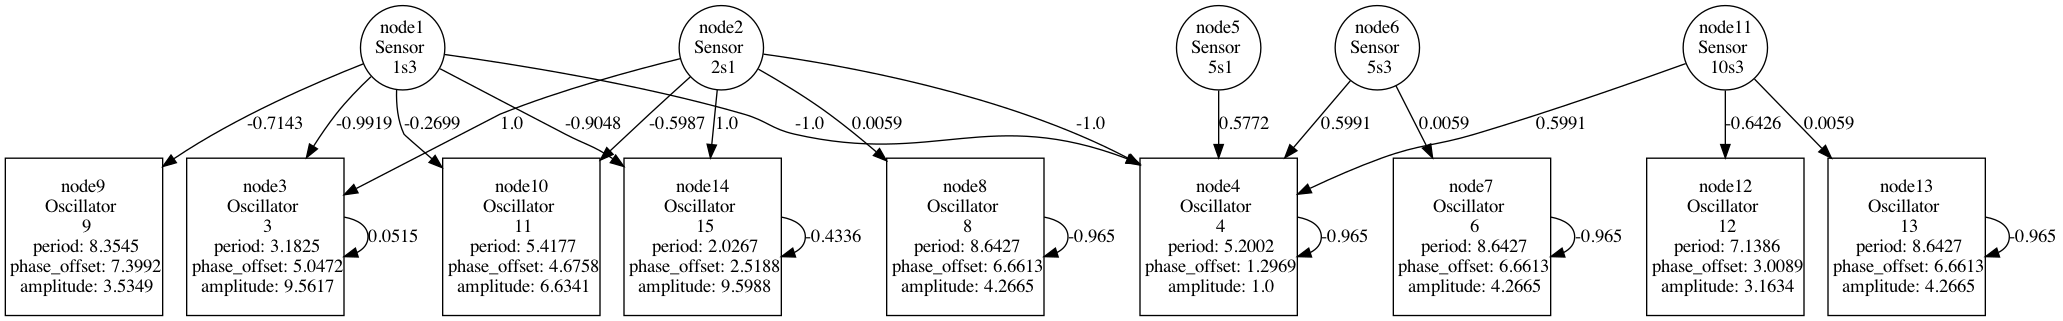 node1
Sensor
1s3
node2
Sensor
2s1
node5
Sensor
5s1
node6
Sensor
5s3
node11
Sensor
10s3
-0.7143
-0.9919
-0.2699
1.0
-0.9048
-0.5987
1.0
-1.0
0.0059
-1.0
0.5772
0.5991
0.0059
0.5991
-0.6426
0.0059
node9
Oscillator
9
period: 8.3545
phase_offset: 7.3992
amplitude: 3.5349
node3
Oscillator
3
period: 3.1825
phase_offset: 5.0472
amplitude: 9.5617
0.0515
node10
Oscillator
11
period: 5.4177
phase_offset: 4.6758
amplitude: 6.6341
node14
Oscillator
15
period: 2.0267
phase_offset: 2.5188
amplitude: 9.5988
-0.4336
node8
Oscillator
8
period: 8.6427
phase_offset: 6.6613
amplitude: 4.2665
-0.965
node4
Oscillator
4
period: 5.2002
phase_offset: 1.2969
amplitude: 1.0
-0.965
node7
Oscillator
6
period: 8.6427
phase_offset: 6.6613
amplitude: 4.2665
-0.965
node12
Oscillator
12
period: 7.1386
phase_offset: 3.0089
amplitude: 3.1634
node13
Oscillator
13
period: 8.6427
phase_offset: 6.6613
amplitude: 4.2665
-0.965